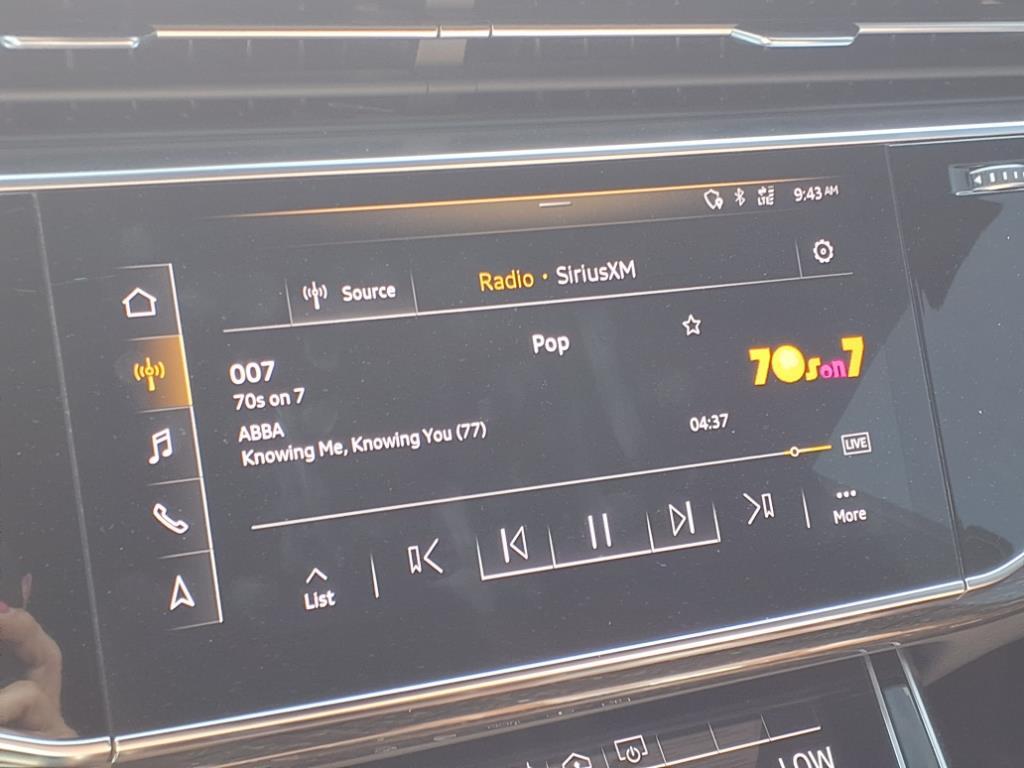 LTE 9:43 AM
Source
Radio · SiriusXM
Pop
007
70s on 7
70s on 7
ABBA
Knowing Me, Knowing You (77)
04:37
LIVE
List
More
LOW